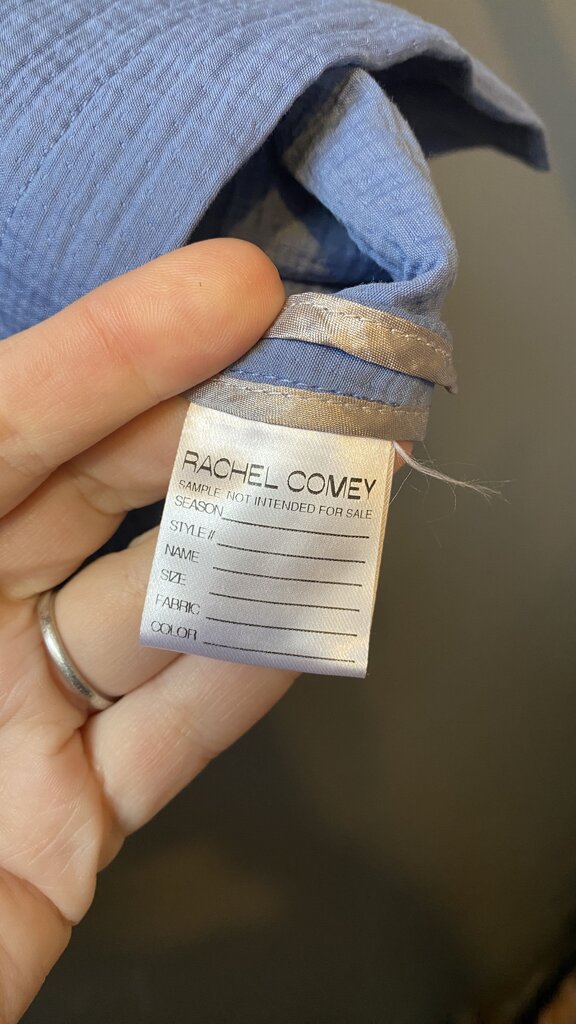 RACHEL COMEY
SAMPLE NOT INTENDED FOR SALE
SEASON
STYLE #
NAME
SIZE
FABRIC
COLOR